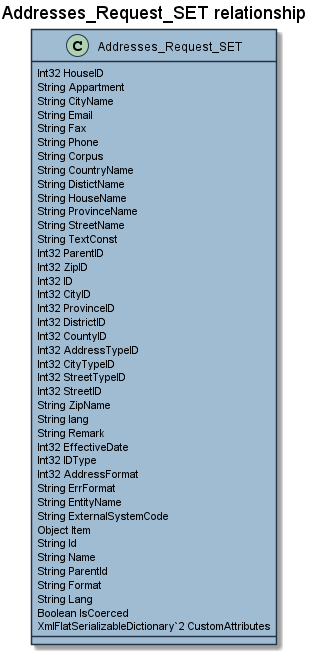 Addresses_Request_SET relationship
C Addresses_Request_SET
Int32 HouseID
String Appartment
String CityName
String Email
String Fax
String Phone
String Corpus
String CountryName
String DistictName
String HouseName
String ProvinceName
String StreetName
String TextConst
Int32 ParentID
Int32 ZipID
Int32 ID
Int32 CityID
Int32 ProvinceID
Int32 DistrictID
Int32 CountyID
Int32 AddressTypeID
Int32 CityTypeID
Int32 StreetTypeID
Int32 StreetID
String ZipName
String lang
String Remark
Int32 EffectiveDate
Int32 IDType
Int32 AddressFormat
String ErrFormat
String EntityName
String ExternalSystemCode
Object Item
String Id
String Name
String ParentId
String Format
String Lang
Boolean IsCoerced
XmlFlatSerializableDictionary`2 CustomAttributes